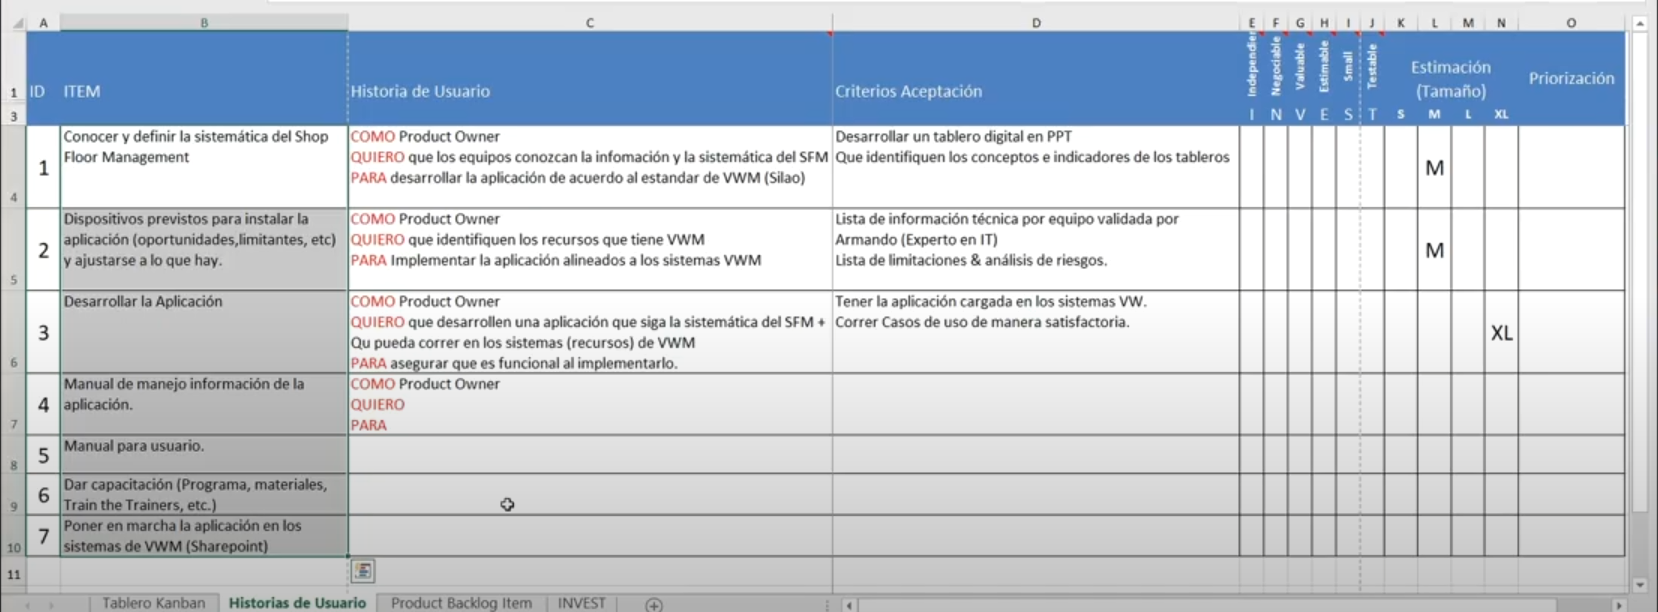 A B C D E F G H I J K L M N O
1 ID ITEM Historia de Usuario Criterios Aceptación Independien Negociable Valuable Estimable Small Testable Estimación (Tamaño) Priorización
3 I N V E S T S M L XL
4 1
Conocer y definir la sistemática del Shop
Floor Management
COMO Product Owner
QUIERO que los equipos conozcan la infomación y la sistemática del SFM
PARA desarrollar la aplicación de acuerdo al estandar de VWM (Silao)
Desarrollar un tablero digital en PPT
Que identifiquen los conceptos e indicadores de los tableros
M
5 2
Dispositivos previstos para instalar la
aplicación (oportunidades,limitantes, etc)
y ajustarse a lo que hay.
COMO Product Owner
QUIERO que identifiquen los recursos que tiene VWM
PARA Implementar la aplicación alineados a los sistemas VWM
Lista de información técnica por equipo validada por
Armando (Experto en IT)
Lista de limitaciones & análisis de riesgos.
M
6 3
Desarrollar la Aplicación
COMO Product Owner
QUIERO que desarrollen una aplicación que siga la sistemática del SFM +
Qu pueda correr en los sistemas (recursos) de VWM
PARA asegurar que es funcional al implementarlo.
Tener la aplicación cargada en los sistemas VW.
Correr Casos de uso de manera satisfactoria.
XL
7 4
Manual de manejo información de la
aplicación.
COMO Product Owner
QUIERO
PARA
8 5
Manual para usuario.
9 6
Dar capacitación (Programa, materiales,
Train the Trainers, etc.)
10 7
Poner en marcha la aplicación en los
sistemas de VWM (Sharepoint)
11
Tablero Kanban Historias de Usuario Product Backlog Item INVEST